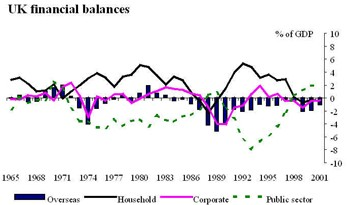 UK financial balances
% of GDP
10
8
6
4
2
0
-2
-4
-6
-8
-10
1965 1968 1971 1974 1977 1980 1983 1986 1989 1992 1995 1998 2001
Overseas Household Corporate Public sector